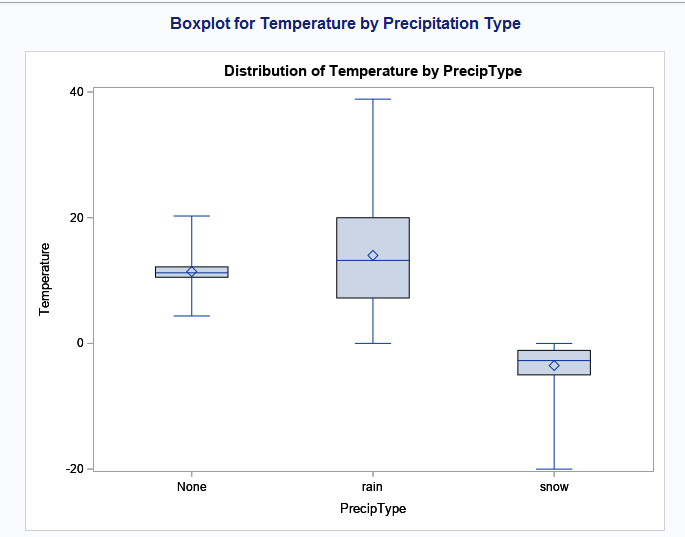 Boxplot for Temperature by Precipitation Type
Distribution of Temperature by PrecipType
40
20
0
-20
Temperature
None rain snow
PrecipType